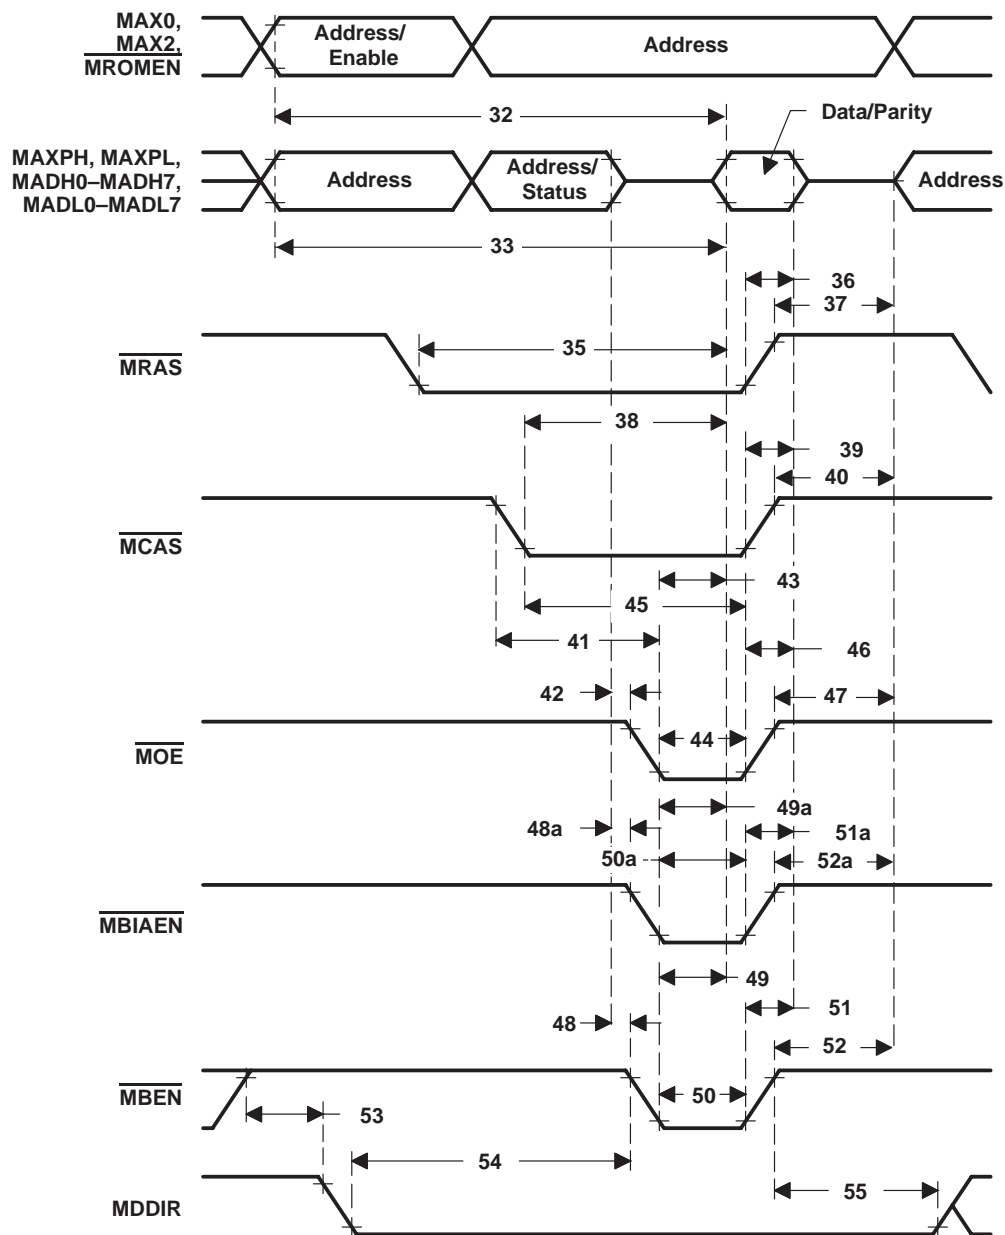 MAX0,
MAX2,
MROMEN
Address/
Enable
Address
32
Data/Parity
MAXPH, MAXPL,
MADH0–MADH7,
MADL0–MADL7
Address
Address/
Status
Address
33
36
37
MRAS
35
38
39
40
MCAS
43
45
41
46
42
47
MOE
44
49a
48a
51a
50a
52a
MBIAEN
49
51
48
52
MBEN
50
53
54
MDDIR
55